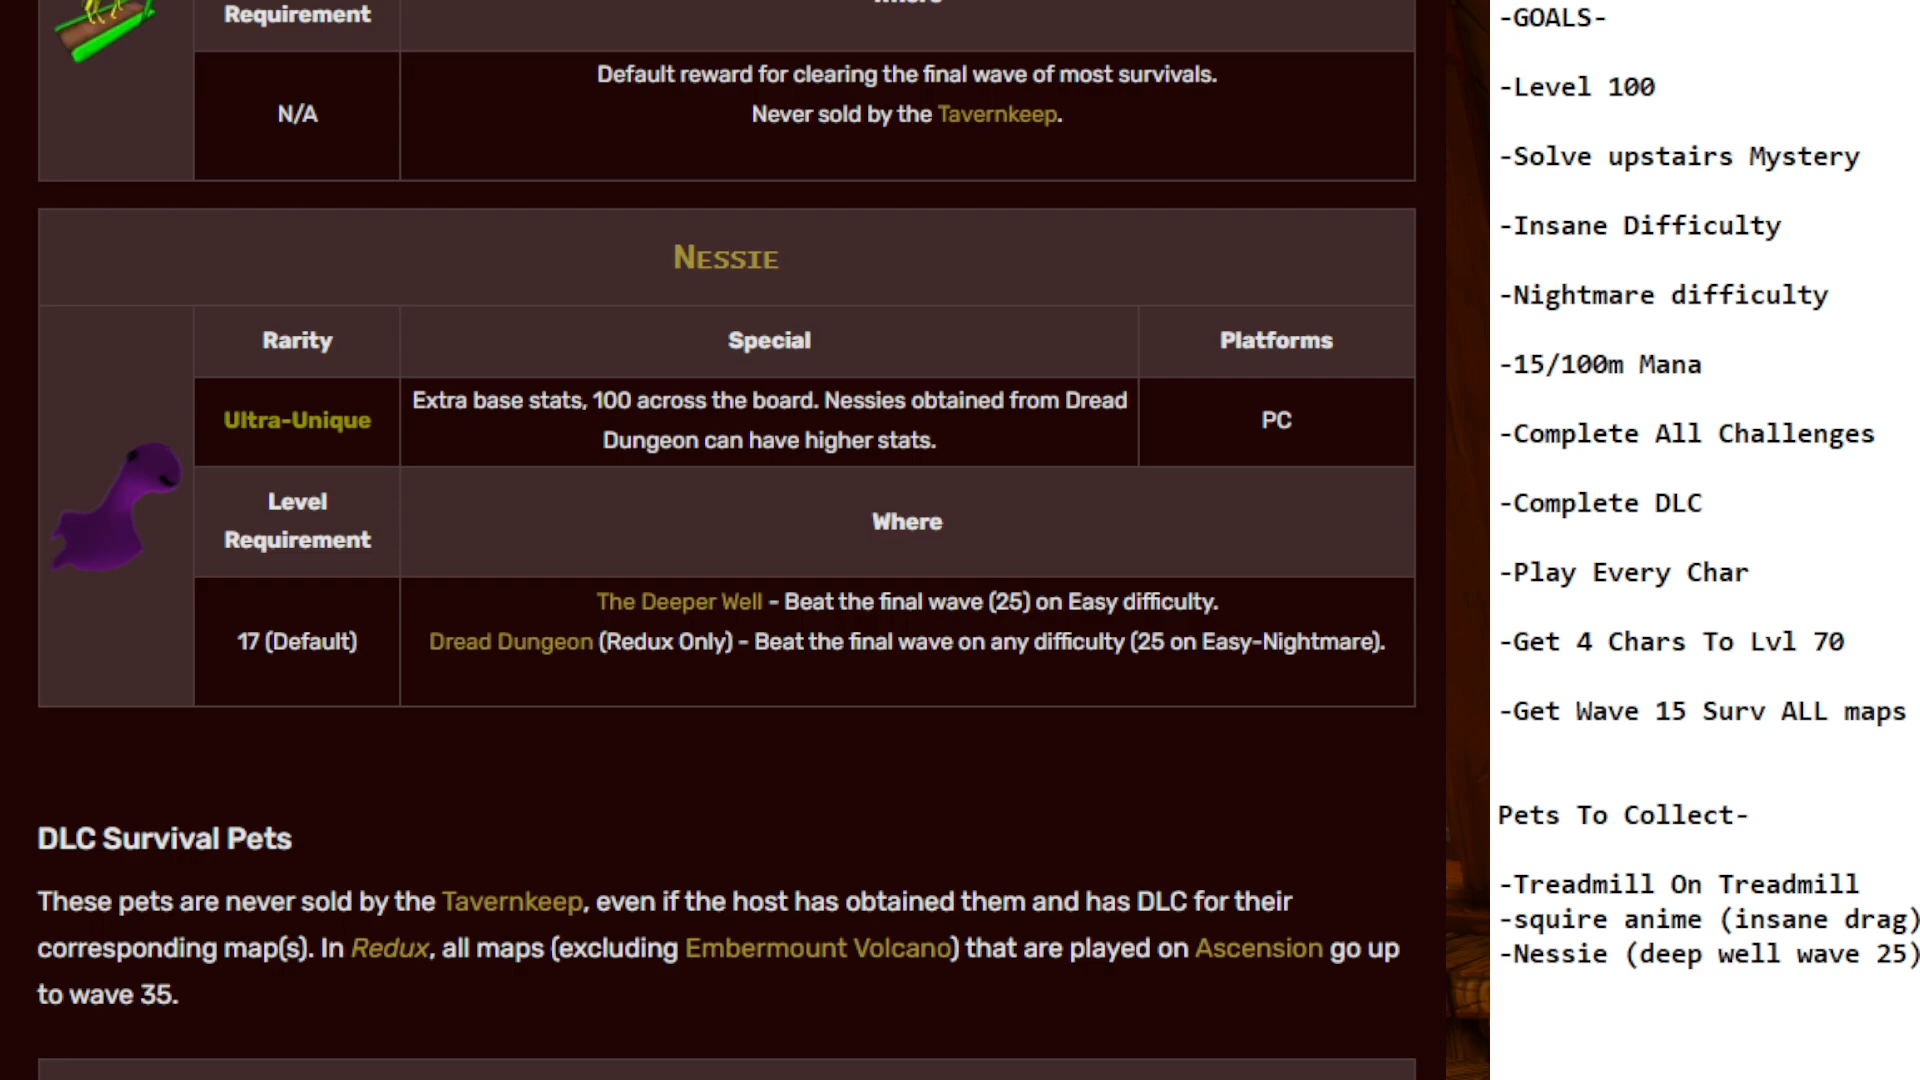 Requirement
N/A
Default reward for clearing the final wave of most survivals.
Never sold by the Tavernkeep.
Nessie
Rarity
Special
Platforms
Ultra-Unique
Extra base stats, 100 across the board. Nessies obtained from Dread
Dungeon can have higher stats.
PC
Level
Requirement
Where
17 (Default)
The Deeper Well - Beat the final wave (25) on Easy difficulty.
Dread Dungeon (Redux Only) - Beat the final wave on any difficulty (25 on Easy-Nightmare).
DLC Survival Pets
These pets are never sold by the Tavernkeep, even if the host has obtained them and has DLC for their
corresponding map(s). In Redux, all maps (excluding Embermount Volcano) that are played on Ascension go up
to wave 35.
-GOALS-
-Level 100
-Solve upstairs Mystery
-Insane Difficulty
-Nightmare difficulty
-15/100m Mana
-Complete All Challenges
-Complete DLC
-Play Every Char
-Get 4 Chars To Lvl 70
-Get Wave 15 Surv ALL maps
Pets To Collect-
-Treadmill On Treadmill
-squire anime (insane drag)
-Nessie (deep well wave 25)